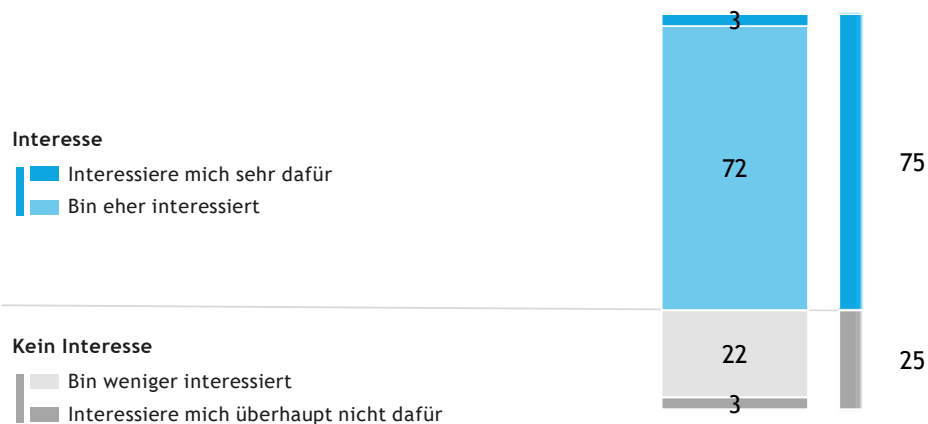 3
Interesse
Interessiere mich sehr dafür
72
75
Bin eher interessiert
Kein Interesse
22
25
Bin weniger interessiert
3
Interessiere mich überhaupt nicht dafür